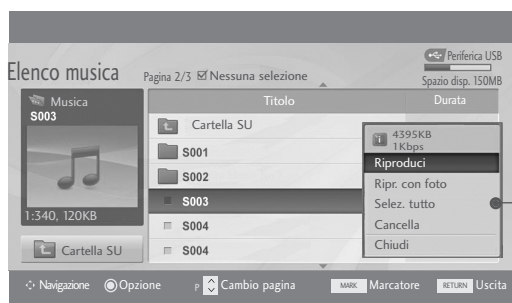 Periferica USB
Elenco musica
Pagina 2/3 Nessuna selezione
Spazio disp. 150MB
Musica
S003
1:340, 120KB
Cartella SU
Titolo
Durata
Cartella SU
S001
S002
S003
S004
S004
4395KB
1Kbps
Riproduci
Ripr. con foto
Selez. tutto
Cancella
Chiudi
Navigazione Opzione P Cambio pagina MARK Marcatore RETURN Uscita